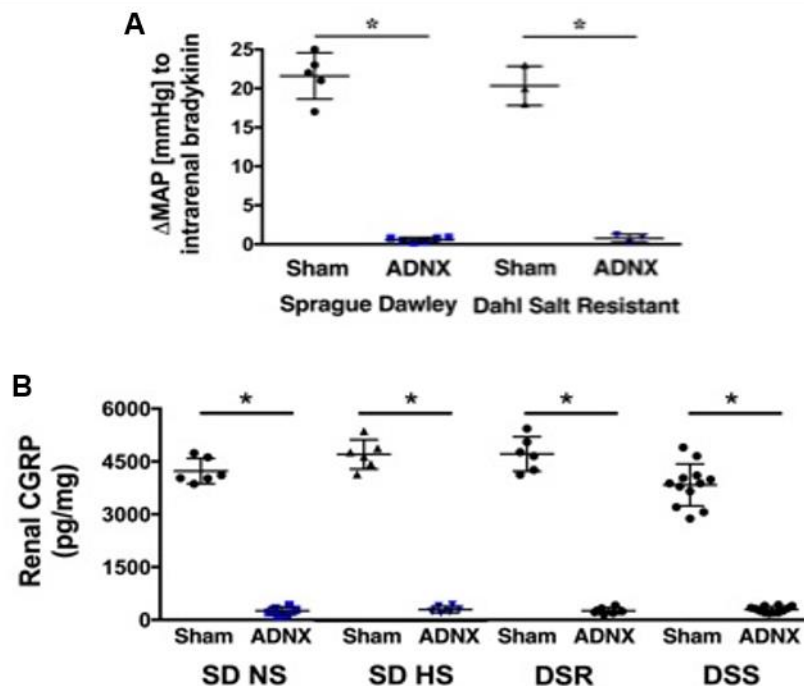 A
* *
ΔMAP [mmHg] to
intrarenal bradykinin
25
20
15
10
5
0
Sham ADNX Sham ADNX
Sprague Dawley Dahl Salt Resistant
B
* * * *
Renal CGRP
(pg/mg)
6000
4500
3000
1500
0
Sham ADNX Sham ADNX Sham ADNX Sham ADNX
SD NS SD HS DSR DSS